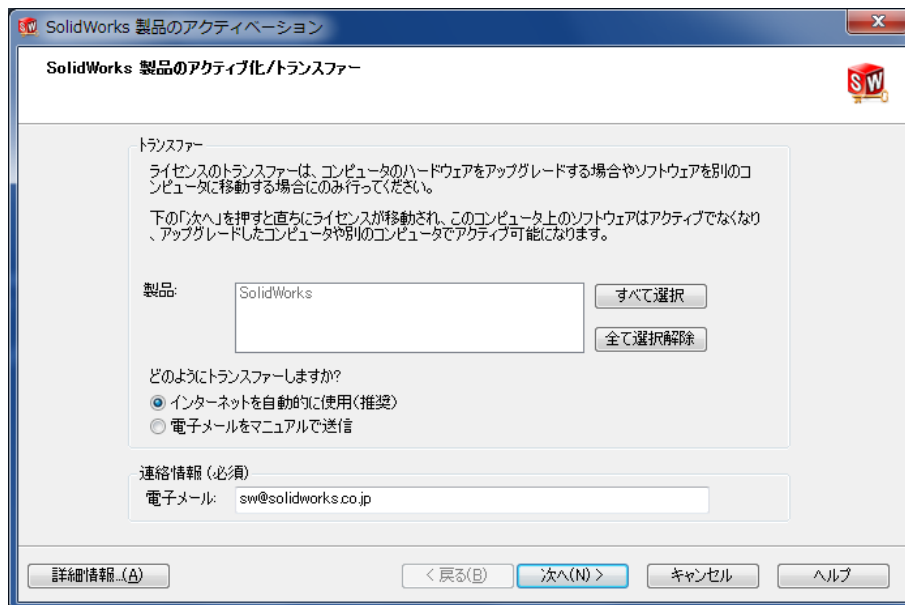 SolidWorks 製品のアクティベーション
SolidWorks 製品のアクティブ化/トランスファー
SW
トランスファー
ライセンスのトランスファーは、コンピュータのハードウェアをアップグレードする場合やソフトウェアを別のコ
ンピュータに移動する場合にのみ行ってください。
下の「次へ」を押すと直ちにライセンスが移動され、このコンピュータ上のソフトウェアはアクティブでなくなり
、アップグレードしたコンピュータや別のコンピュータでアクティブ可能になります。
製品:
SolidWorks
すべて選択
全て選択解除
どのようにトランスファーしますか?
インターネットを自動的に使用(推奨)
電子メールをマニュアルで送信
連絡情報(必須)
電子メール:
sw@solidworks.co.jp
詳細情報...(A)
< 戻る(B)
次へ(N) >
キャンセル
ヘルプ